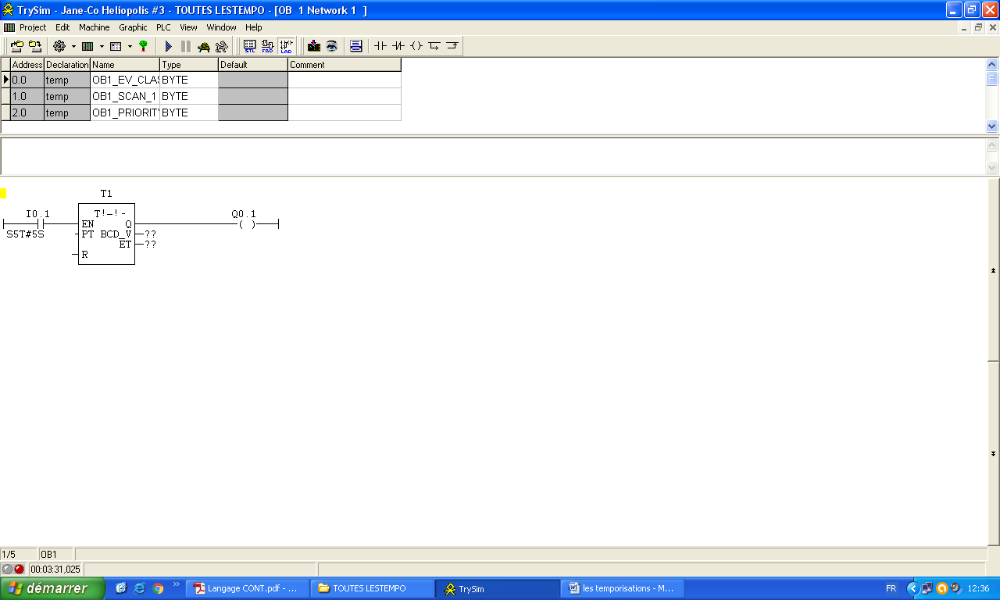 TrySim - Jane-Co Heliopolis #3 - TOUTES LESTEMPO - [OB 1 Network 1 ]
Project Edit Machine Graphic PLC View Window Help
STL FBD LAD
Address Declaration Name Type Default Comment
0.0 temp OB1_EV_CLAS BYTE
1.0 temp OB1_SCAN_1 BYTE
2.0 temp OB1_PRIORITY BYTE
T1
I0.1 T!-!- Q0.1
EN Q ( )
S5T#5S PT BCD_V ??
ET ??
R
1/5 OB1
00:03:31,025
démarrer » Langage CONT.pdf - ... TOUTES LESTEMPO TrySim les temporisations - M... FR 12:36